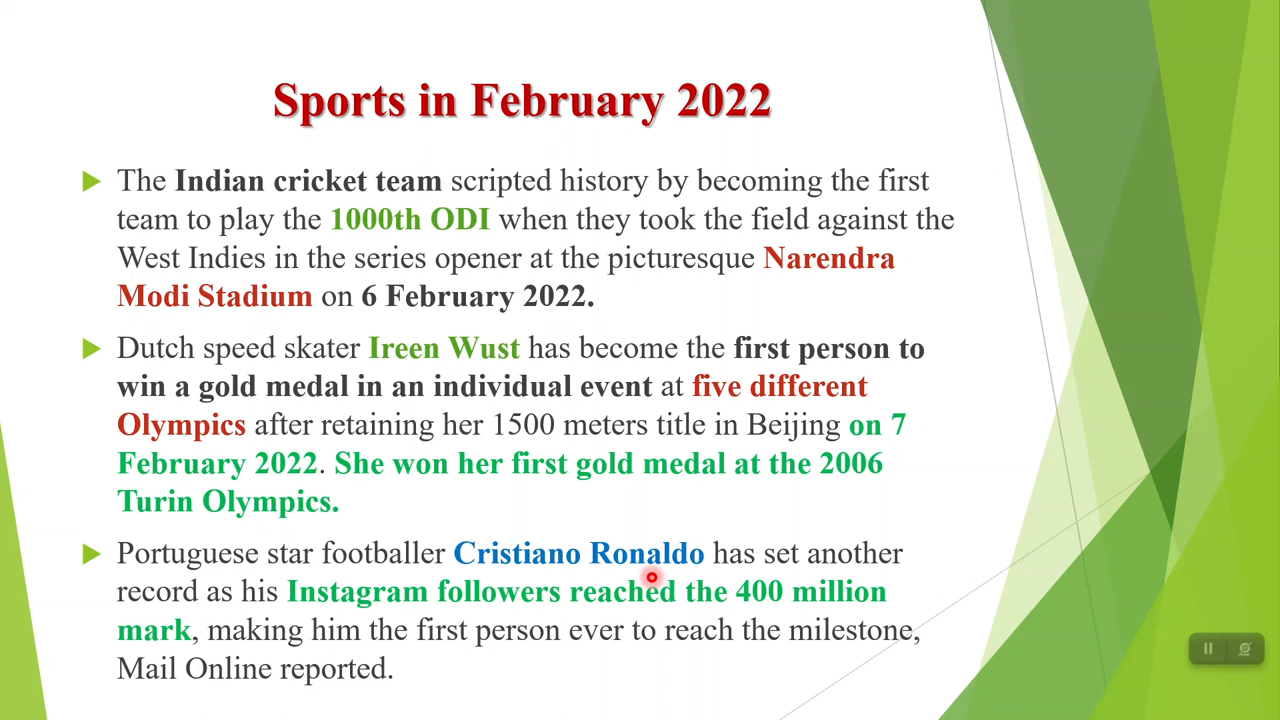 Sports in February 2022
The Indian cricket team scripted history by becoming the first
team to play the 1000th ODI when they took the field against the
West Indies in the series opener at the picturesque Narendra
Modi Stadium on 6 February 2022.
Dutch speed skater Ireen Wust has become the first person to
win a gold medal in an individual event at five different
Olympics after retaining her 1500 meters title in Beijing on 7
February 2022. She won her first gold medal at the 2006
Turin Olympics.
Portuguese star footballer Cristiano Ronaldo has set another
record as his Instagram followers reached the 400 million
mark, making him the first person ever to reach the milestone,
Mail Online reported.